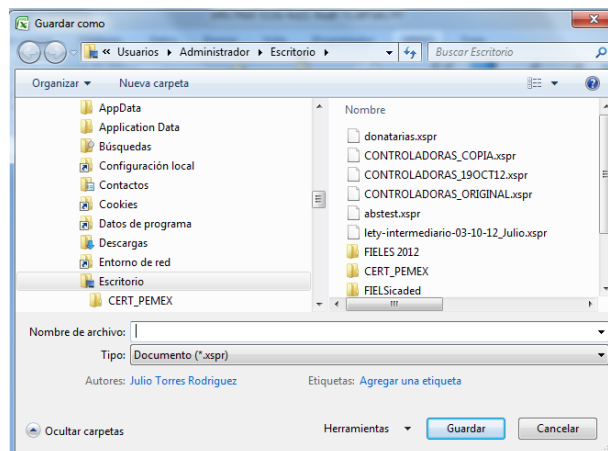 Guardar como
« Usuarios ▸ Administrador ▸ Escritorio ▸
Buscar Escritorio
Organizar ▼ Nueva carpeta
AppData
Application Data
Búsquedas
Configuración local
Contactos
Cookies
Datos de programa
Descargas
Entorno de red
Escritorio
CERT_PEMEX
Nombre
donatarias.xspr
CONTROLADORAS_COPIA.xspr
CONTROLADORAS_19OCT12.xspr
CONTROLADORAS_ORIGINAL.xspr
abstest.xspr
lety-intermediario-03-10-12_Julio.xspr
FIELES 2012
CERT_PEMEX
FIELSicaded
Nombre de archivo:
Tipo: Documento (*.xspr)
Autores: Julio Torres Rodriguez Etiquetas: Agregar una etiqueta
Ocultar carpetas Herramientas ▼ Guardar Cancelar